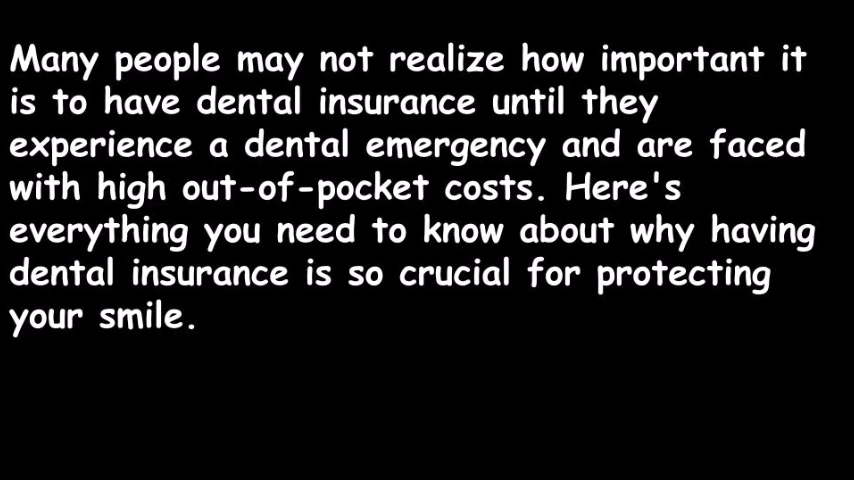 Many people may not realize how important it
is to have dental insurance until they
experience a dental emergency and are faced
with high out-of-pocket costs. Here's
everything you need to know about why having
dental insurance is so crucial for protecting
your smile.